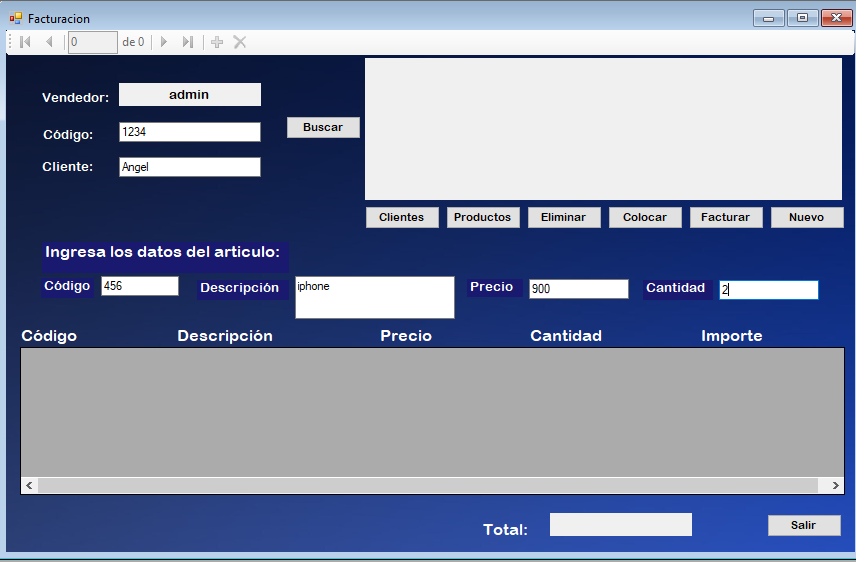 Facturacion
0 de 0
Vendedor: admin
Código: 1234 Buscar
Cliente: Angel
Clientes Productos Eliminar Colocar Facturar Nuevo
Ingresa los datos del articulo:
Código 456 Descripción iphone Precio 900 Cantidad 2
Código Descripción Precio Cantidad Importe
Total: Salir